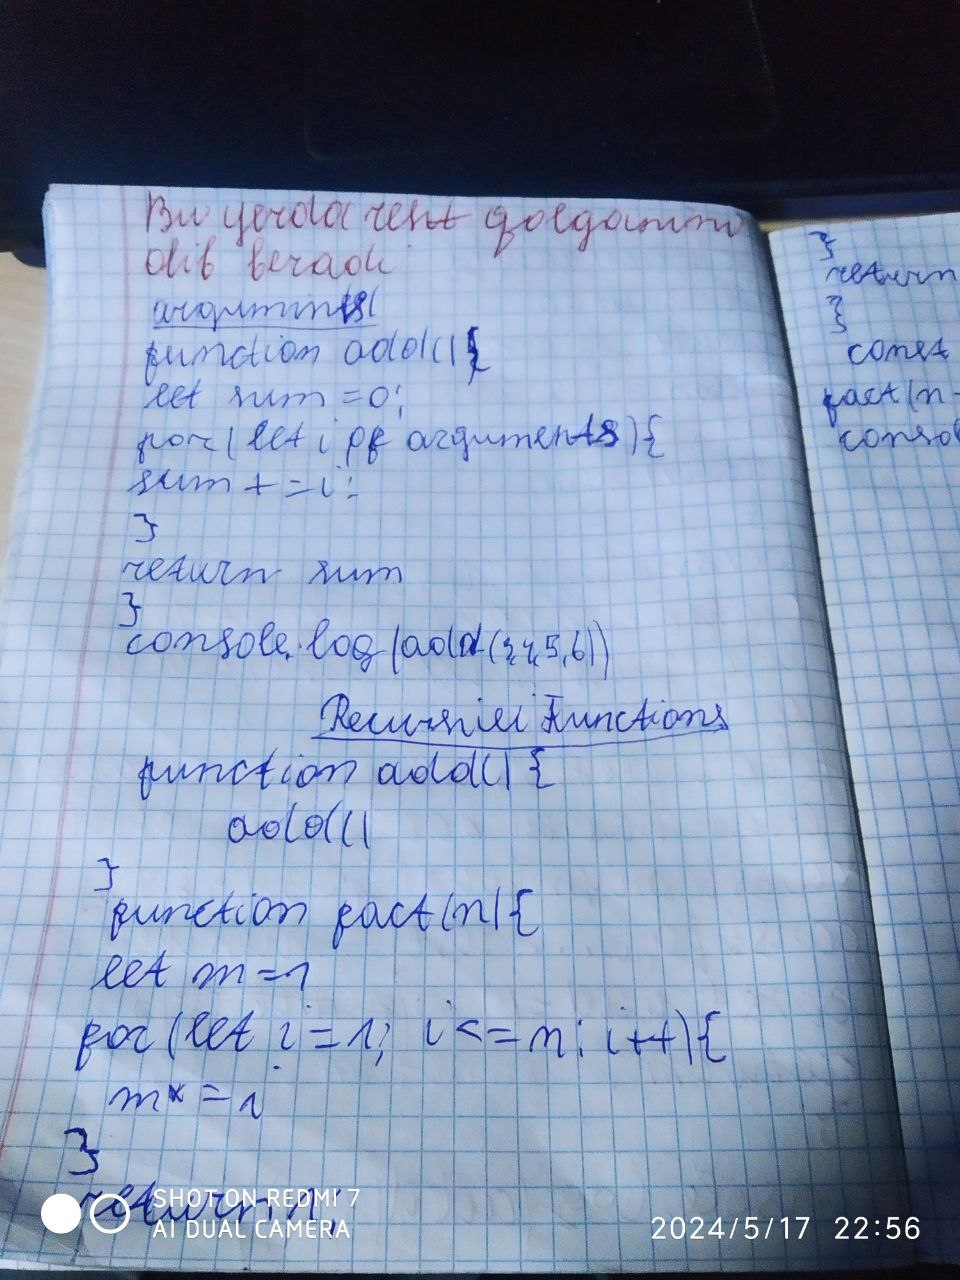 Bu yerda rest qolganini
olib beradi
arguments
function add(){
let sum=0;
for(let i of arguments){
sum+=i;
}
return sum
}
console.log(add(3,4,5,6))
Recursive Functions
function add(){
add()
}
function fact(n){
let m=1
for(let i=1; i<=n; i++){
m*=i
}
return
}
return
}
const
fact(n-
consol
SHOT ON REDMI 7
AI DUAL CAMERA
2024/5/17 22:56